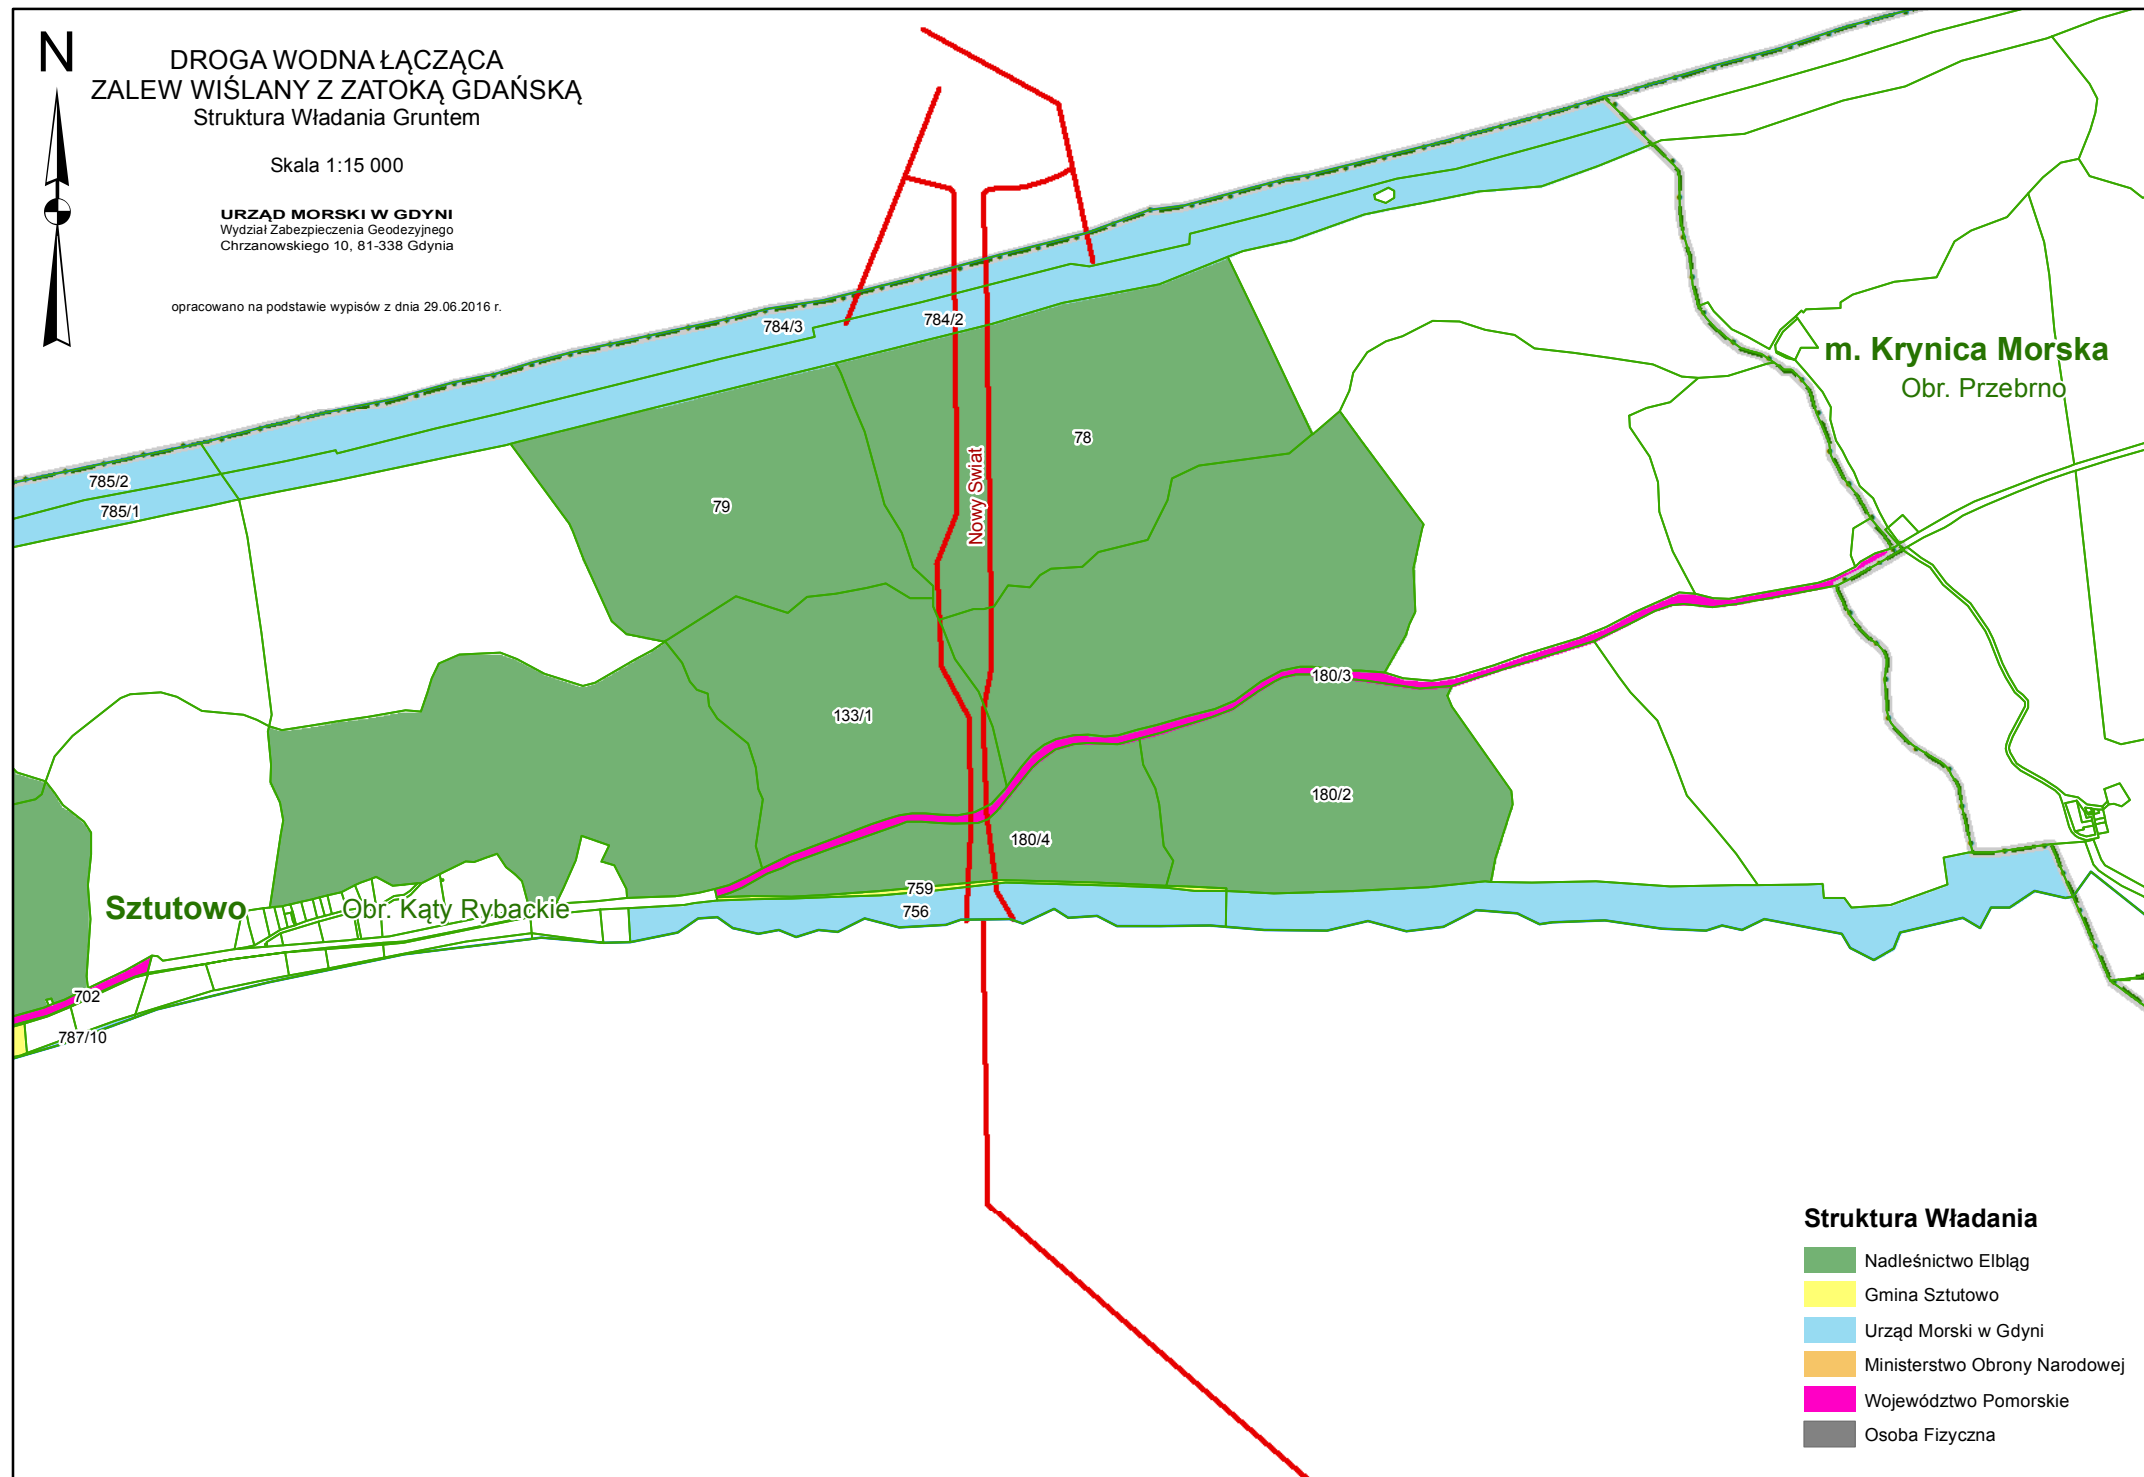 N
DROGA WODNA ŁĄCZĄCA
ZALEW WIŚLANY Z ZATOKĄ GDAŃSKĄ
Struktura Władania Gruntem
Skala 1:15 000
URZĄD MORSKI W GDYNI
Wydział Zabezpieczenia Geodezyjnego
Chrzanowskiego 10, 81-338 Gdynia
opracowano na podstawie wypisów z dnia 29.06.2016 r.
784/3
784/2
m. Krynica Morska
Obr. Przebrno
78
785/2
785/1
79
Nowy Świat
180/3
133/1
180/2
180/4
759
756
Sztutowo
Obr. Kąty Rybackie
702
787/10
Struktura Władania
Nadleśnictwo Elbląg
Gmina Sztutowo
Urząd Morski w Gdyni
Ministerstwo Obrony Narodowej
Województwo Pomorskie
Osoba Fizyczna